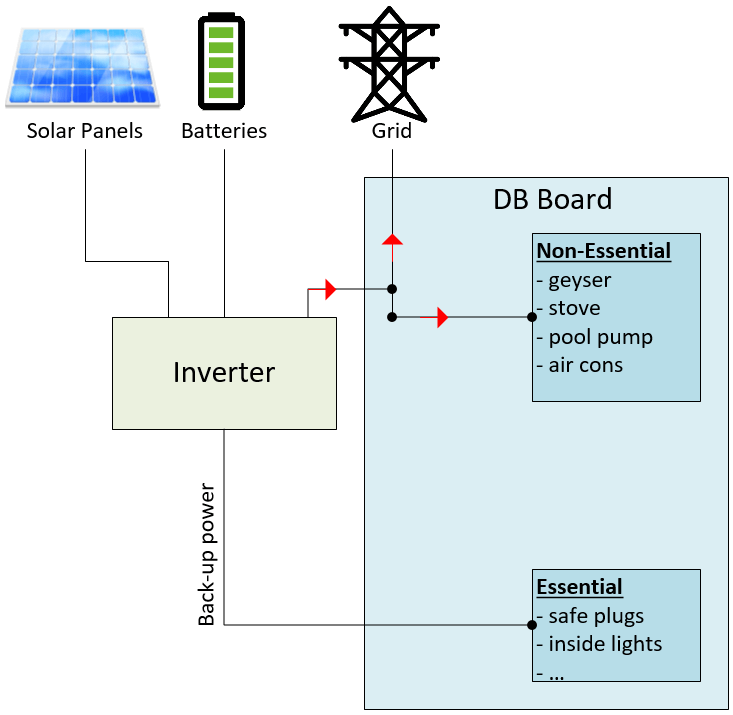 Solar Panels
Batteries
Grid
DB Board
Non-Essential
- geyser
- stove
- pool pump
- air cons
Inverter
Back-up power
Essential
- safe plugs
- inside lights
- ...